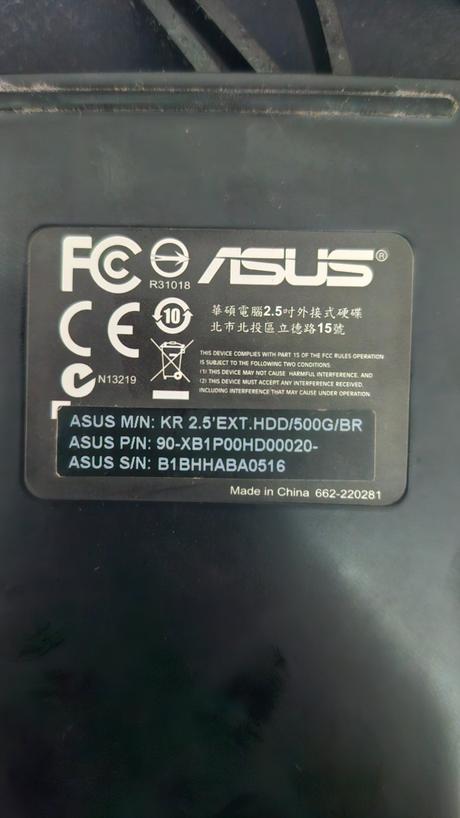 FC
R31018
ASUS®
CE
10
華碩電腦2.5吋外接式硬碟
北市北投區立德路15號
N13219
THIS DEVICE COMPLIES WITH PART 15 OF THE FCC RULES OPERATION
IS SUBJECT TO THE FOLLOWING TWO CONDITIONS:
(1) THIS DEVICE MAY NOT CAUSE HARMFUL INTERFERENCE, AND
(2) THIS DEVICE MUST ACCEPT ANY INTERFERENCE RECEIVED,
INCLUDING INTERFERENCE THAT MAY CAUSE UNDER OPERATION
ASUS M/N: KR 2.5'EXT.HDD/500G/BR
ASUS P/N: 90-XB1P00HD00020-
ASUS S/N: B1BHHABA0516
Made in China 662-220281